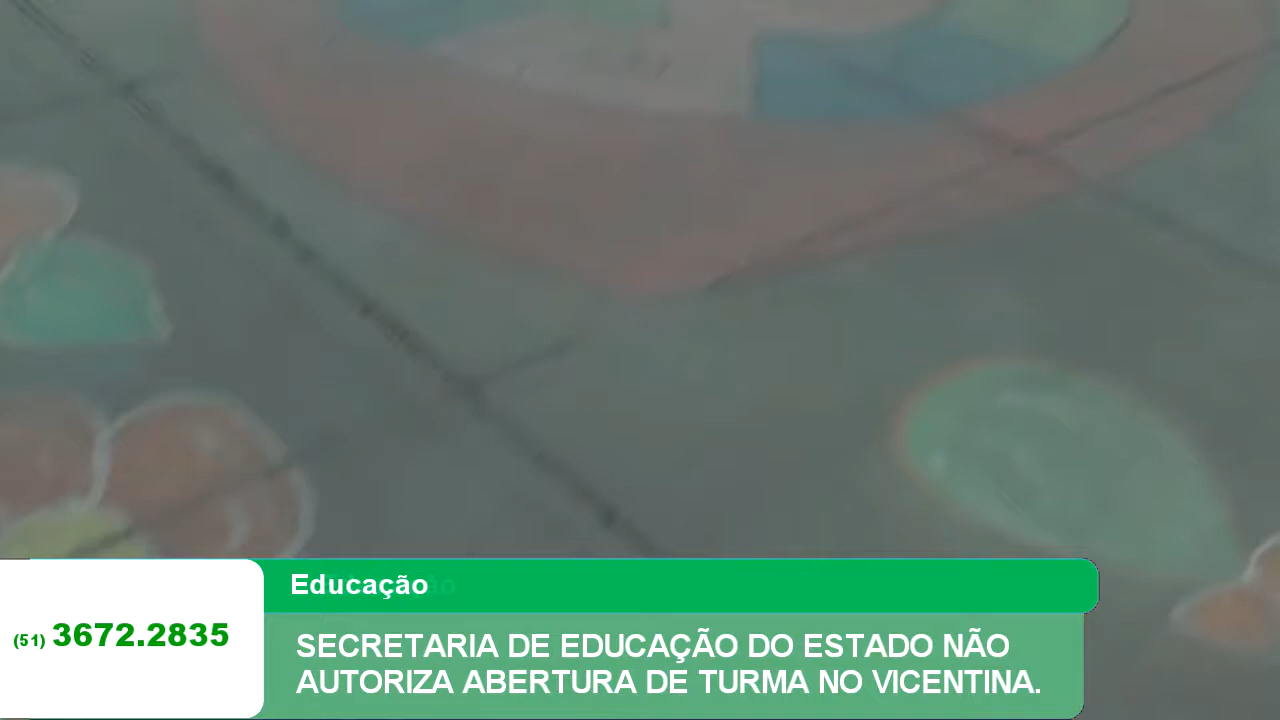 Educação
(51) 3672.2835
SECRETARIA DE EDUCAÇÃO DO ESTADO NÃO
AUTORIZA ABERTURA DE TURMA NO VICENTINA.